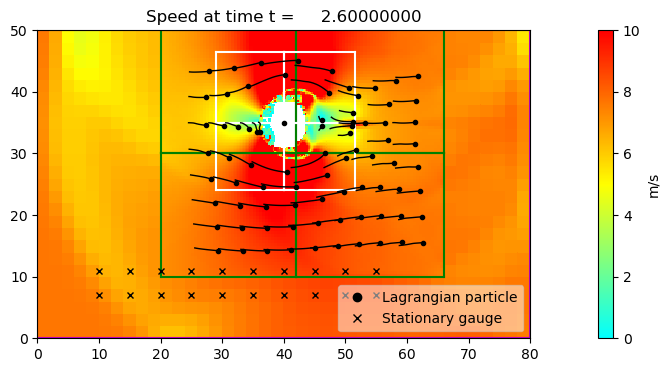 Speed at time t = 2.60000000
50
40
30
20
10
0
0 10 20 30 40 50 60 70 80
Lagrangian particle
Stationary gauge
10
8
6
4
2
0
m/s